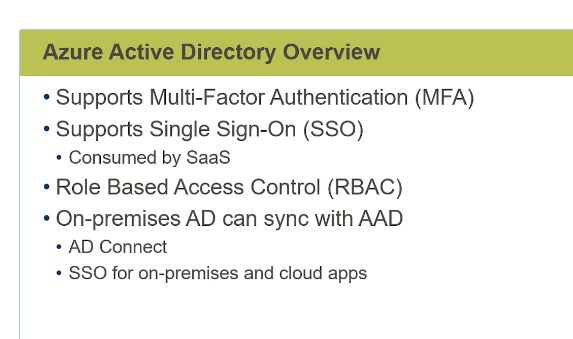 Azure Active Directory Overview
• Supports Multi-Factor Authentication (MFA)
• Supports Single Sign-On (SSO)
• Consumed by SaaS
• Role Based Access Control (RBAC)
• On-premises AD can sync with AAD
• AD Connect
• SSO for on-premises and cloud apps